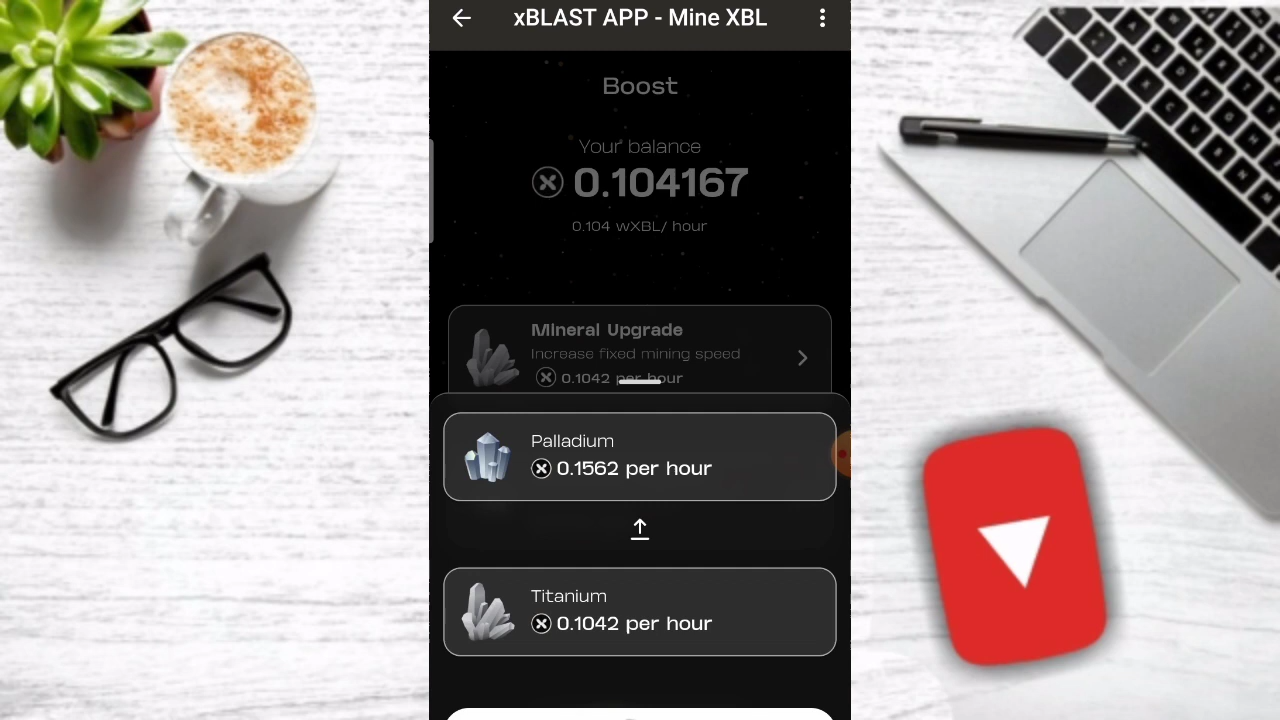 xBLAST APP - Mine XBL
Boost
Your balance
0.104167
0.104 wXBL/ hour
Mineral Upgrade
Increase fixed mining speed
0.1042 per hour
Palladium
0.1562 per hour
Titanium
0.1042 per hour